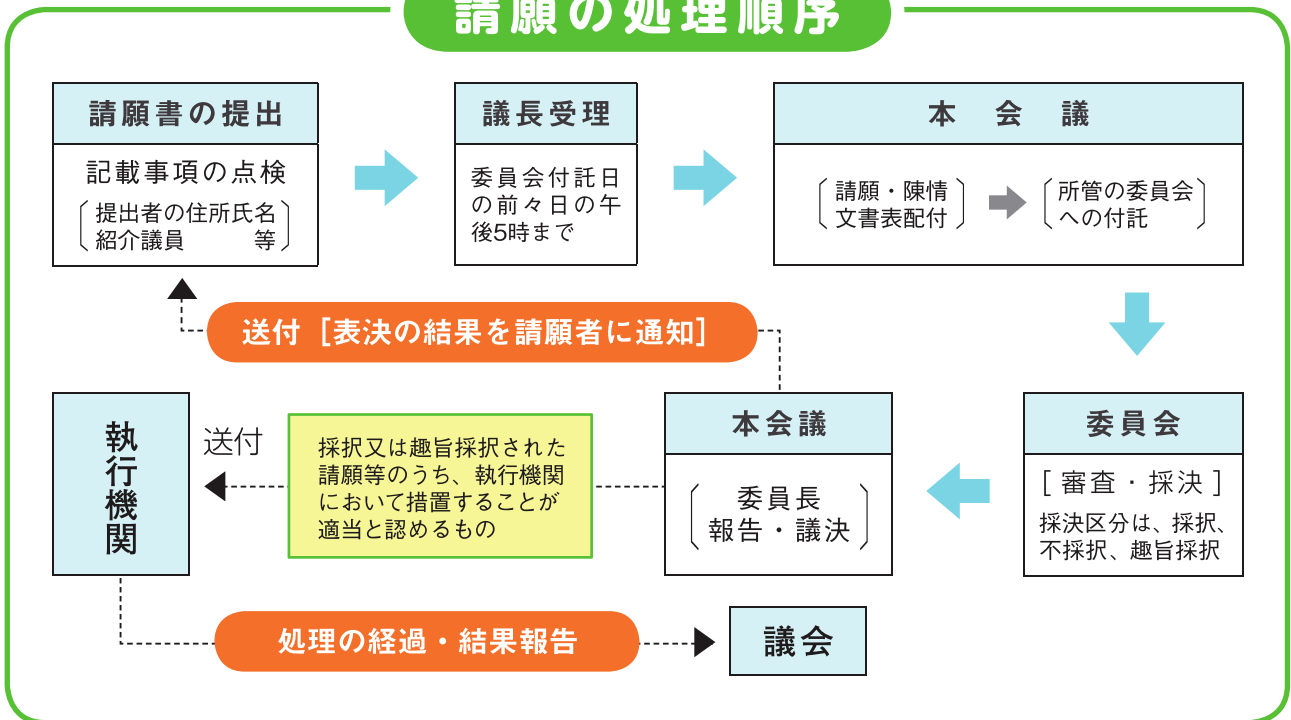 請願の処理順序
請願書の提出
記載事項の点検
提出者の住所氏名
紹介議員　　　等
議長受理
委員会付託日
の前々日の午
後5時まで
本　会　議
請願・陳情
文書表配付
所管の委員会
への付託
送付［表決の結果を請願者に通知］
執行機関
送付
採択又は趣旨採択された
請願等のうち、執行機関
において措置することが
適当と認めるもの
本会議
委員長
報告・議決
委員会
［審査・採決］
採決区分は、採択、
不採択、趣旨採択
処理の経過・結果報告
議会